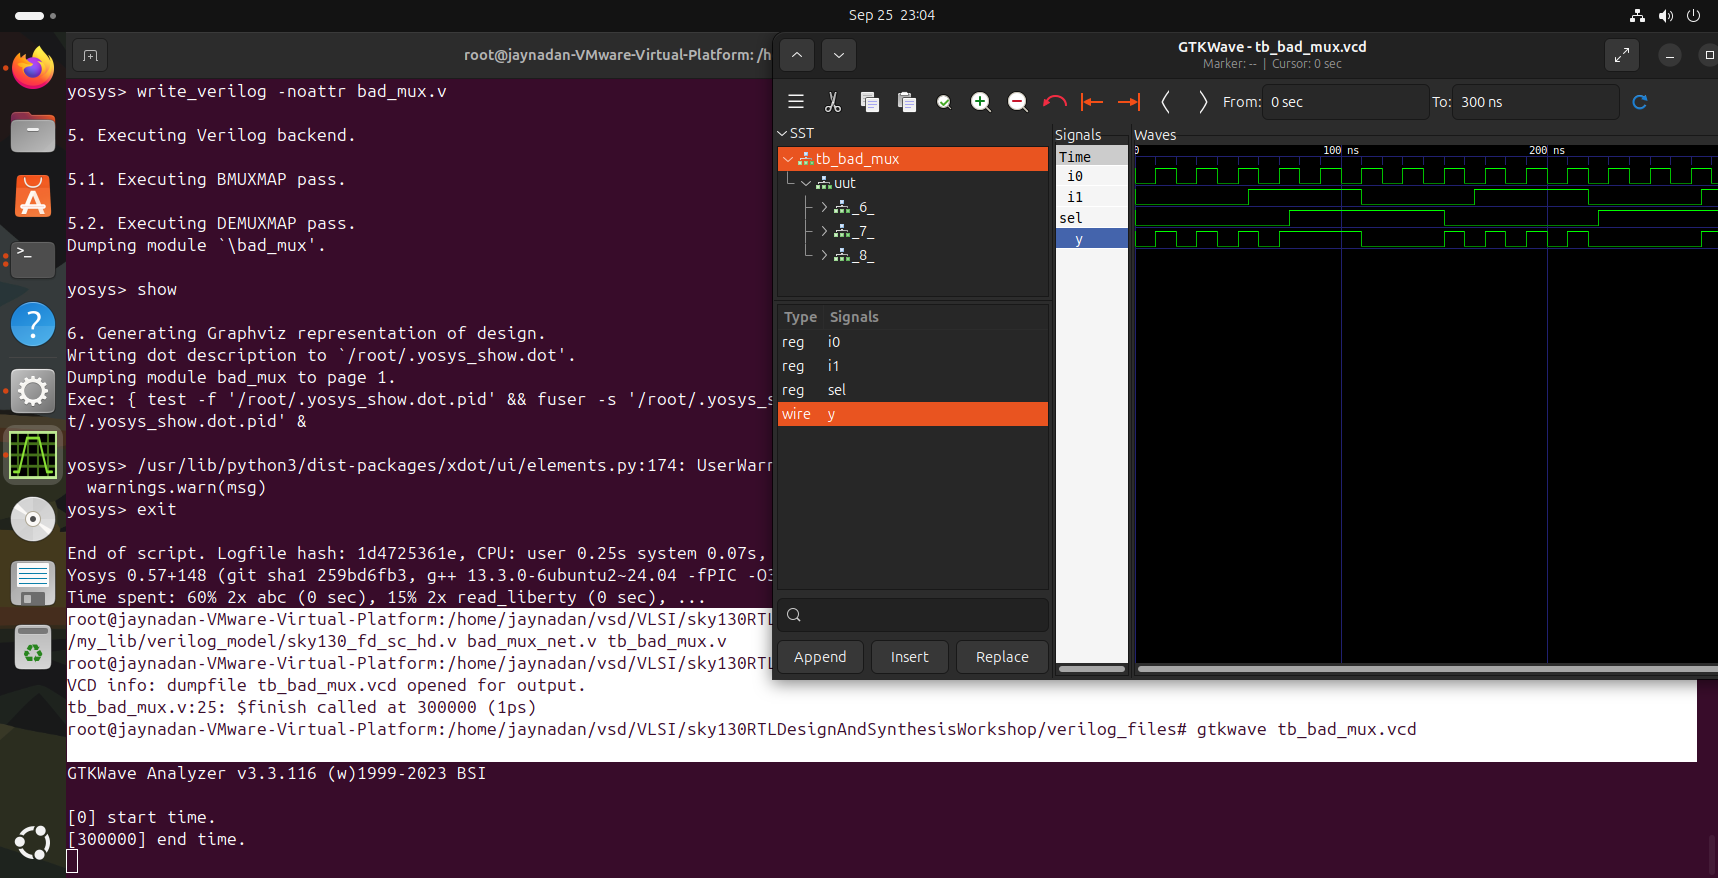 Sep 25 23:04
root@jaynadan-VMware-Virtual-Platform: /h
yosys> write_verilog -noattr bad_mux.v
5. Executing Verilog backend.
5.1. Executing BMUXMAP pass.
5.2. Executing DEMUXMAP pass.
Dumping module `\bad_mux'.
yosys> show
6. Generating Graphviz representation of design.
Writing dot description to `/root/.yosys_show.dot'.
Dumping module bad_mux to page 1.
Exec: { test -f '/root/.yosys_show.dot.pid' && fuser -s '/root/.yosys_s
t/.yosys_show.dot.pid' &
yosys> /usr/lib/python3/dist-packages/xdot/ui/elements.py:174: UserWarn
warnings.warn(msg)
yosys> exit
End of script. Logfile hash: 1d4725361e, CPU: user 0.25s system 0.07s,
Yosys 0.57+148 (git sha1 259bd6fb3, g++ 13.3.0-6ubuntu2~24.04 -fPIC -O3
Time spent: 60% 2x abc (0 sec), 15% 2x read_liberty (0 sec), ...
root@jaynadan-VMware-Virtual-Platform:/home/jaynadan/vsd/VLSI/sky130RTL
/my_lib/verilog_model/sky130_fd_sc_hd.v bad_mux_net.v tb_bad_mux.v
root@jaynadan-VMware-Virtual-Platform:/home/jaynadan/vsd/VLSI/sky130RTL
VCD info: dumpfile tb_bad_mux.vcd opened for output.
tb_bad_mux.v:25: $finish called at 300000 (1ps)
root@jaynadan-VMware-Virtual-Platform:/home/jaynadan/vsd/VLSI/sky130RTLDesignAndSynthesisWorkshop/verilog_files# gtkwave tb_bad_mux.vcd
GTKWave Analyzer v3.3.116 (w)1999-2023 BSI
[0] start time.
[300000] end time.
GTKWave - tb_bad_mux.vcd
Marker: -- | Cursor: 0 sec
From: 0 sec
To: 300 ns
SST
tb_bad_mux
uut
_6_
_7_
_8_
Type Signals
reg i0
reg i1
reg sel
wire y
Append Insert Replace
Signals
Time
i0
i1
sel
y
Waves
0 100 ns 200 ns